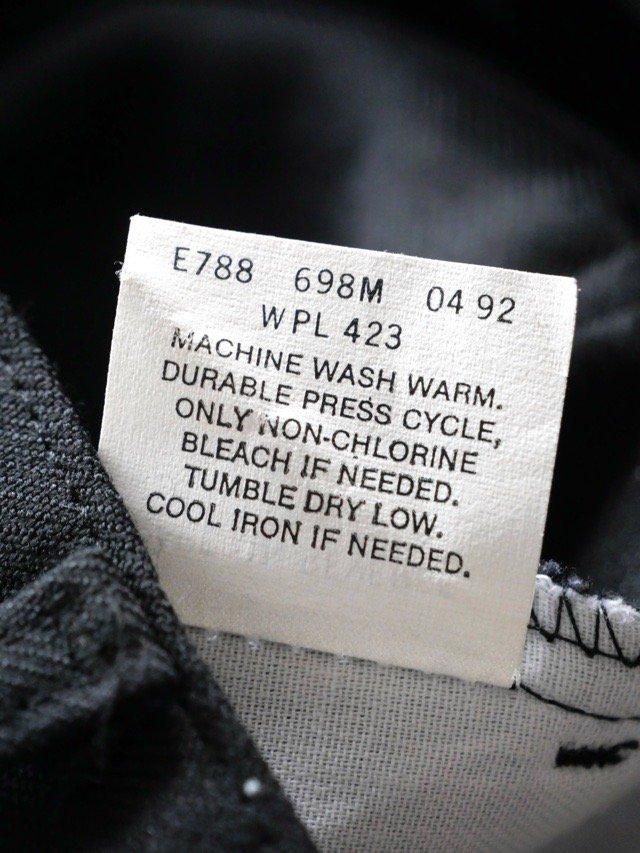 E788 698M 04 92
WPL 423
MACHINE WASH WARM.
DURABLE PRESS CYCLE,
ONLY NON-CHLORINE
BLEACH IF NEEDED.
TUMBLE DRY LOW.
COOL IRON IF NEEDED.